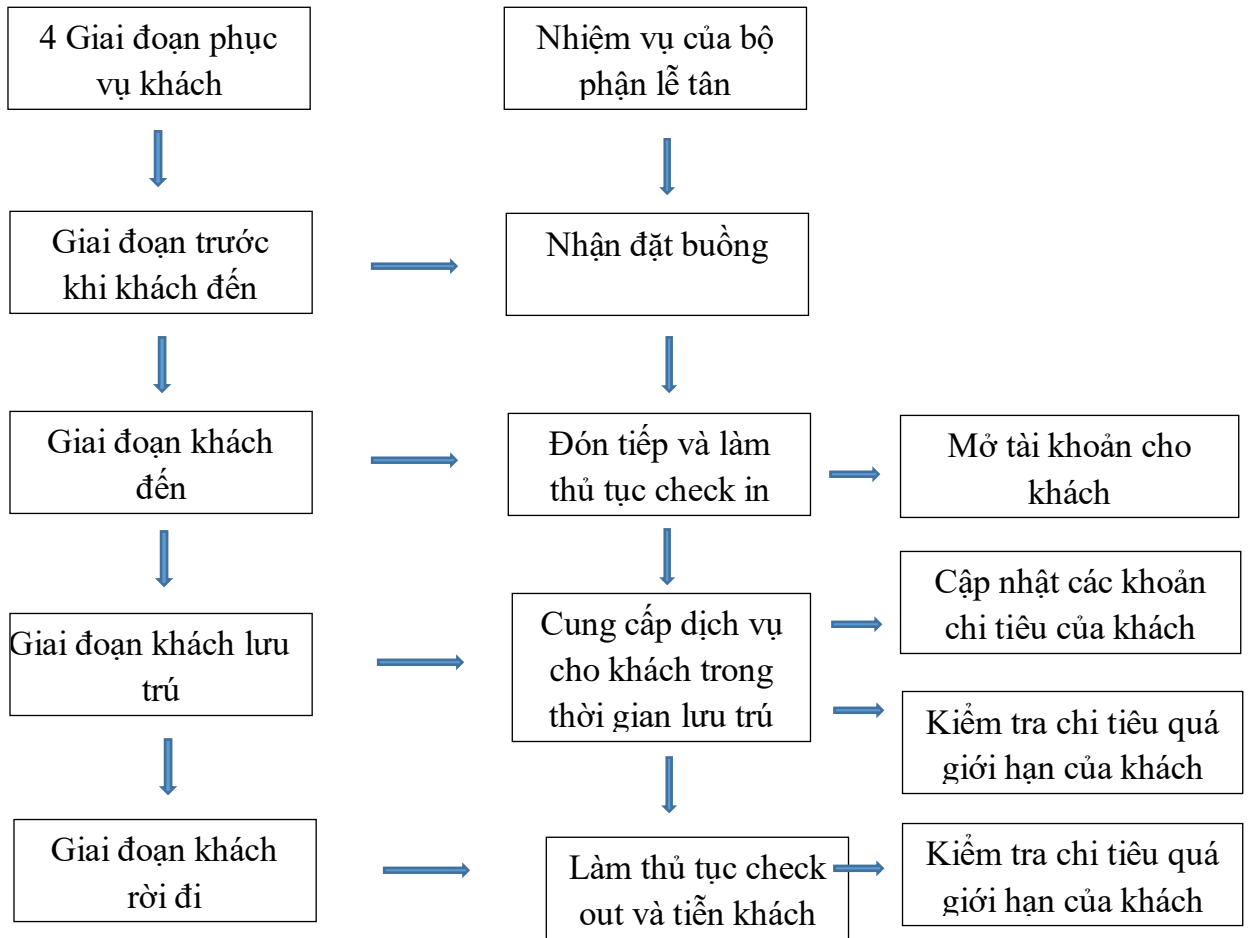 4 Giai đoạn phục
vụ khách
Nhiệm vụ của bộ
phận lễ tân
Giai đoạn trước
khi khách đến
Nhận đặt buồng
Giai đoạn khách
đến
Đón tiếp và làm
thủ tục check in
Mở tài khoản cho
khách
Giai đoạn khách lưu
trú
Cung cấp dịch vụ
cho khách trong
thời gian lưu trú
Cập nhật các khoản
chi tiêu của khách
Kiểm tra chi tiêu quá
giới hạn của khách
Giai đoạn khách
rời đi
Làm thủ tục check
out và tiễn khách
Kiểm tra chi tiêu quá
giới hạn của khách